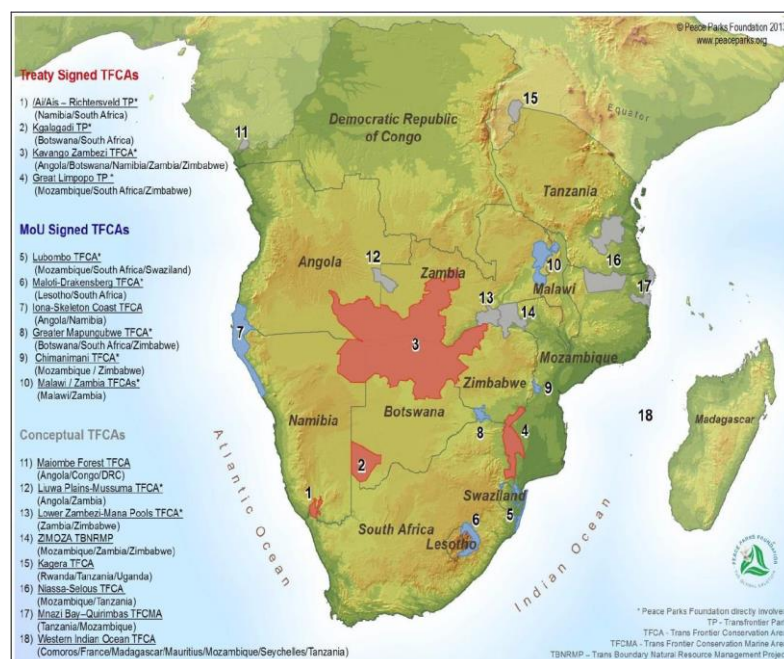 © Peace Parks Foundation 2013
www.peaceparks.org
Treaty Signed TFCAs
1) /Ai/Ais – Richtersveld TP*
(Namibia/South Africa)
2) Kgalagadi TP*
(Botswana/South Africa)
3) Kavango Zambezi TFCA*
(Angola/Botswana/Namibia/Zambia/Zimbabwe)
4) Great Limpopo TP*
(Mozambique/South Africa/Zimbabwe)
MoU Signed TFCAs
5) Lubombo TFCA*
(Mozambique/South Africa/Swaziland)
6) Maloti-Drakensberg TFCA*
(Lesotho/South Africa)
7) Iona-Skeleton Coast TFCA
(Angola/Namibia)
8) Greater Mapungubwe TFCA*
(Botswana/South Africa/Zimbabwe)
9) Chimanimani TFCA*
(Mozambique / Zimbabwe)
10) Malawi / Zambia TFCAs*
(Malawi/Zambia)
Conceptual TFCAs
11) Maiombe Forest TFCA
(Angola/Congo/DRC)
12) Liuwa Plains-Mussuma TFCA*
(Angola/Zambia)
13) Lower Zambezi-Mana Pools TFCA*
(Zambia/Zimbabwe)
14) ZIMOZA TBNRMP
(Mozambique/Zambia/Zimbabwe)
15) Kagera TFCA
(Rwanda/Tanzania/Uganda)
16) Niassa-Selous TFCA
(Mozambique/Tanzania)
17) Mnazi Bay-Quirimbas TFCMA
(Tanzania/Mozambique)
18) Western Indian Ocean TFCA
(Comoros/France/Madagascar/Mauritius/Mozambique/Seychelles/Tanzania)
15
Equator
11
Democratic Republic
of Congo
Tanzania
12
Angola
Zambia
10
16
Malawi
17
13
14
7
3
Mozambique
Zimbabwe
9
18
Madagascar
Namibia
Botswana
8
4
2
Atlantic Ocean
1
Swaziland
5
South Africa
6
Lesotho
Indian Ocean
PEACE PARKS FOUNDATION
* Peace Parks Foundation directly involved
TP - Transfrontier Park
TFCA - Trans Frontier Conservation Area
TFCMA - Trans Frontier Conservation Marine Area
TBNRMP – Trans Boundary Natural Resource Management Project